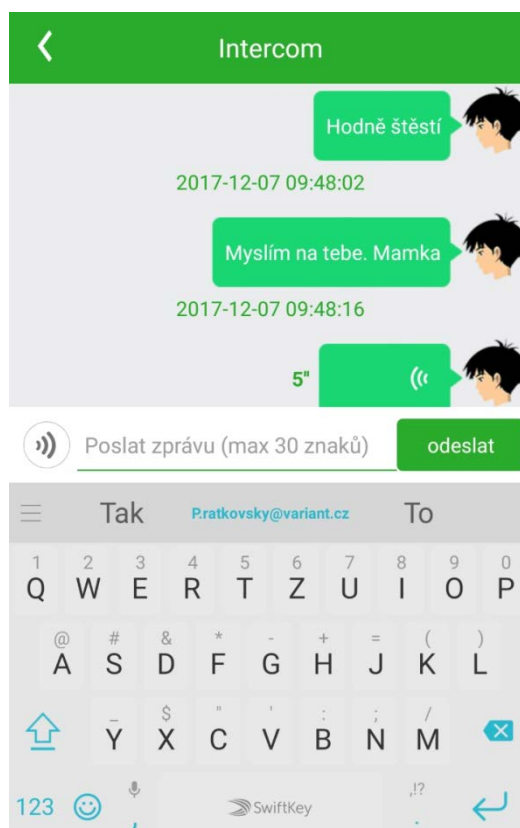 Intercom
Hodně štěstí
2017-12-07 09:48:02
Myslím na tebe. Mamka
2017-12-07 09:48:16
5"
Poslat zprávu (max 30 znaků)
odeslat
Tak P.ratkovsky@variant.cz To
1 2 3 4 5 6 7 8 9 0
Q W E R T Z U I O P
@ # & * - + = ( )
A S D F G H J K L
_ $ " ' : ; /
Y X C V B N M
,!?
123 , SwiftKey .